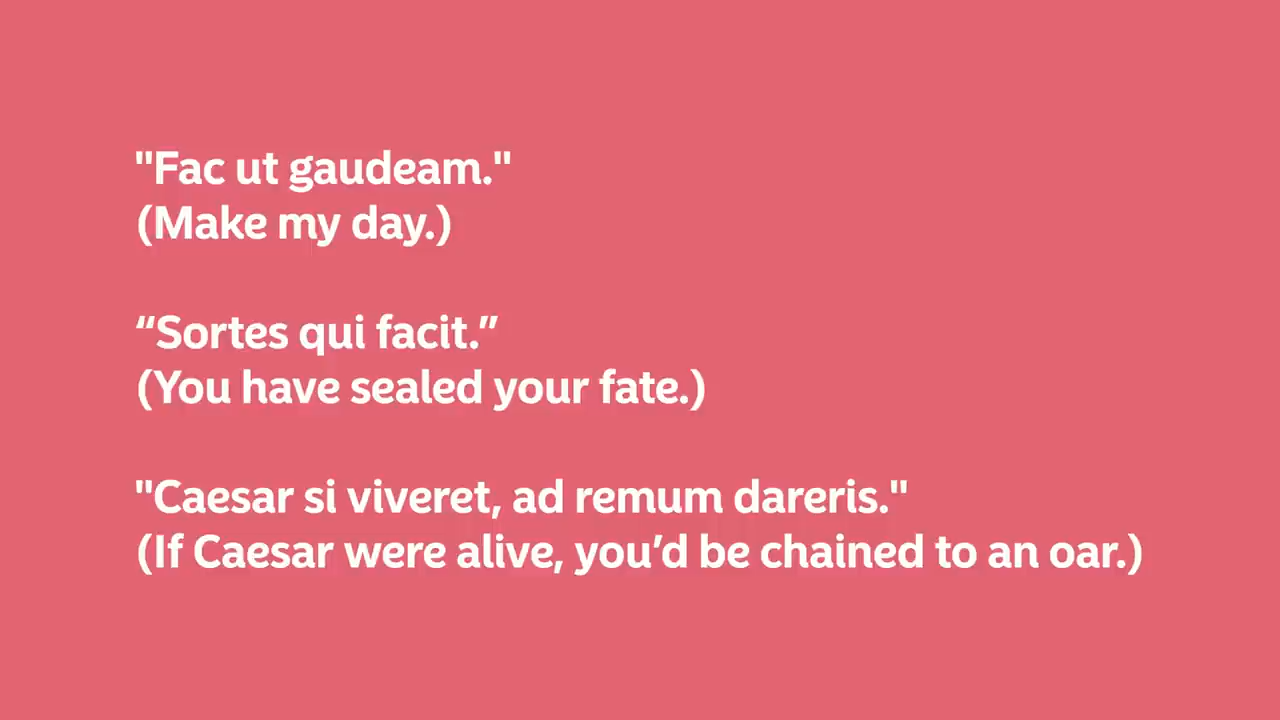 "Fac ut gaudeam."
(Make my day.)
“Sortes qui facit.”
(You have sealed your fate.)
"Caesar si viveret, ad remum dareris."
(If Caesar were alive, you’d be chained to an oar.)